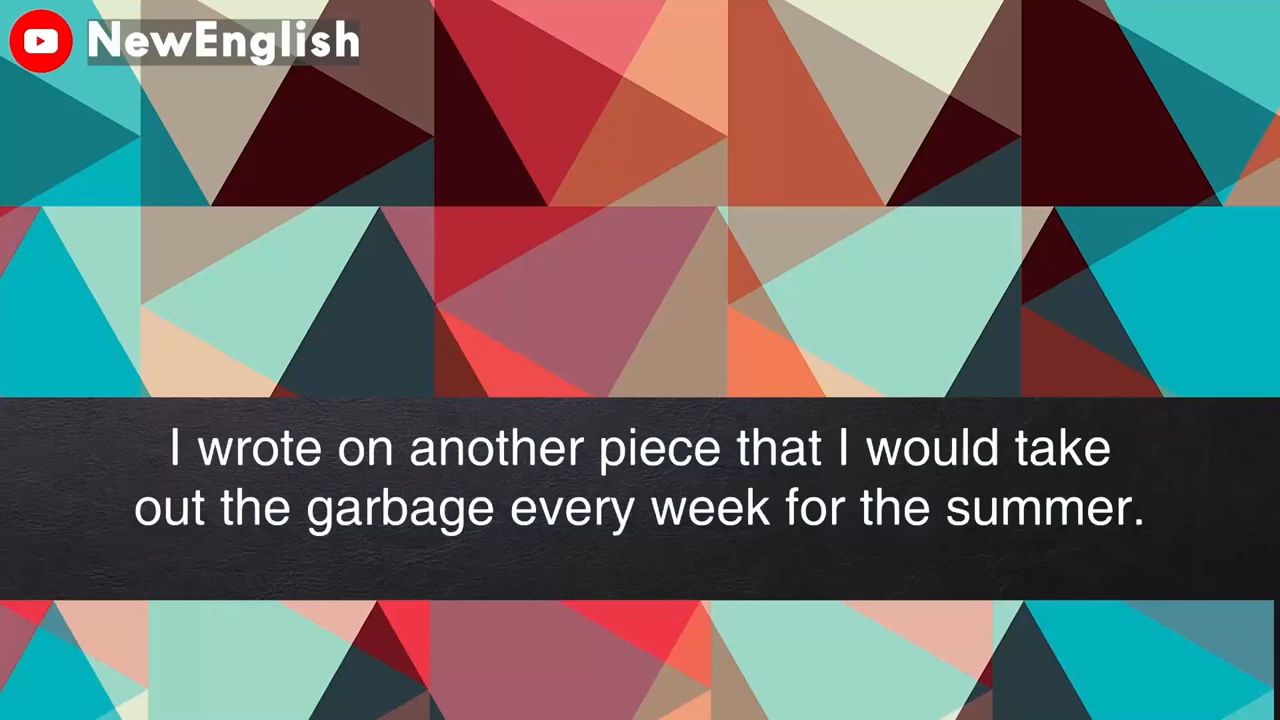 NewEnglish
I wrote on another piece that I would take
out the garbage every week for the summer.